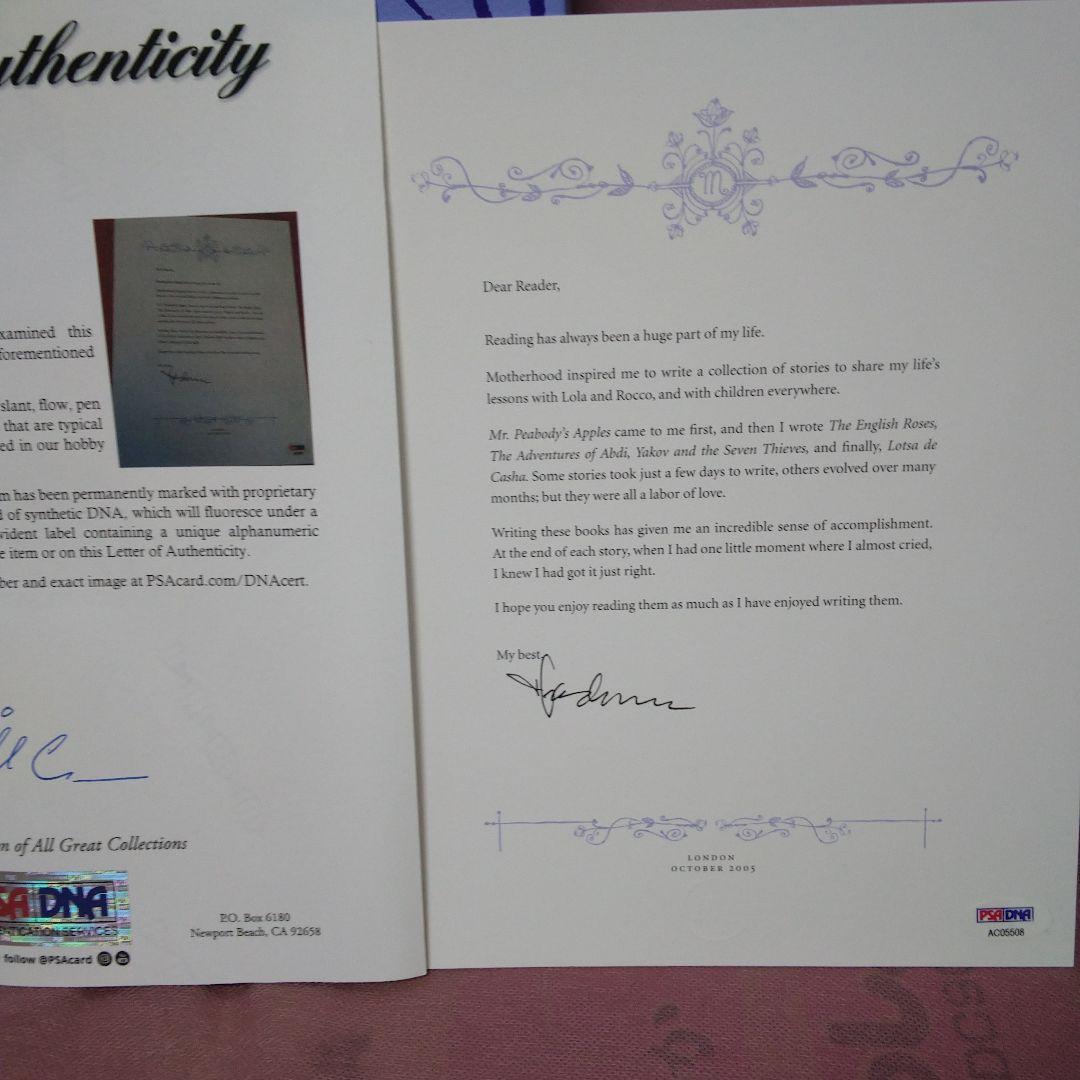 uthenticity
xamined this
forementioned
slant, flow, pen
that are typical
ed in our hobby
m has been permanently marked with proprietary
d of synthetic DNA, which will fluoresce under a
vident label containing a unique alphanumeric
e item or on this Letter of Authenticity.
ber and exact image at PSAcard.com/DNAcert.
n of All Great Collections
PSA DNA
ENTICATION SERVICES
follow @PSAcard
P.O. Box 6180
Newport Beach, CA 92658
M
Dear Reader,
Reading has always been a huge part of my life.
Motherhood inspired me to write a collection of stories to share my life's
lessons with Lola and Rocco, and with children everywhere.
Mr. Peabody's Apples came to me first, and then I wrote The English Roses,
The Adventures of Abdi, Yakov and the Seven Thieves, and finally, Lotsa de
Casha. Some stories took just a few days to write, others evolved over many
months; but they were all a labor of love.
Writing these books has given me an incredible sense of accomplishment.
At the end of each story, when I had one little moment where I almost cried,
I knew I had got it just right.
I hope you enjoy reading them as much as I have enjoyed writing them.
My best,
Madonna
LONDON
OCTOBER 2005
PSA DNA
AC05508